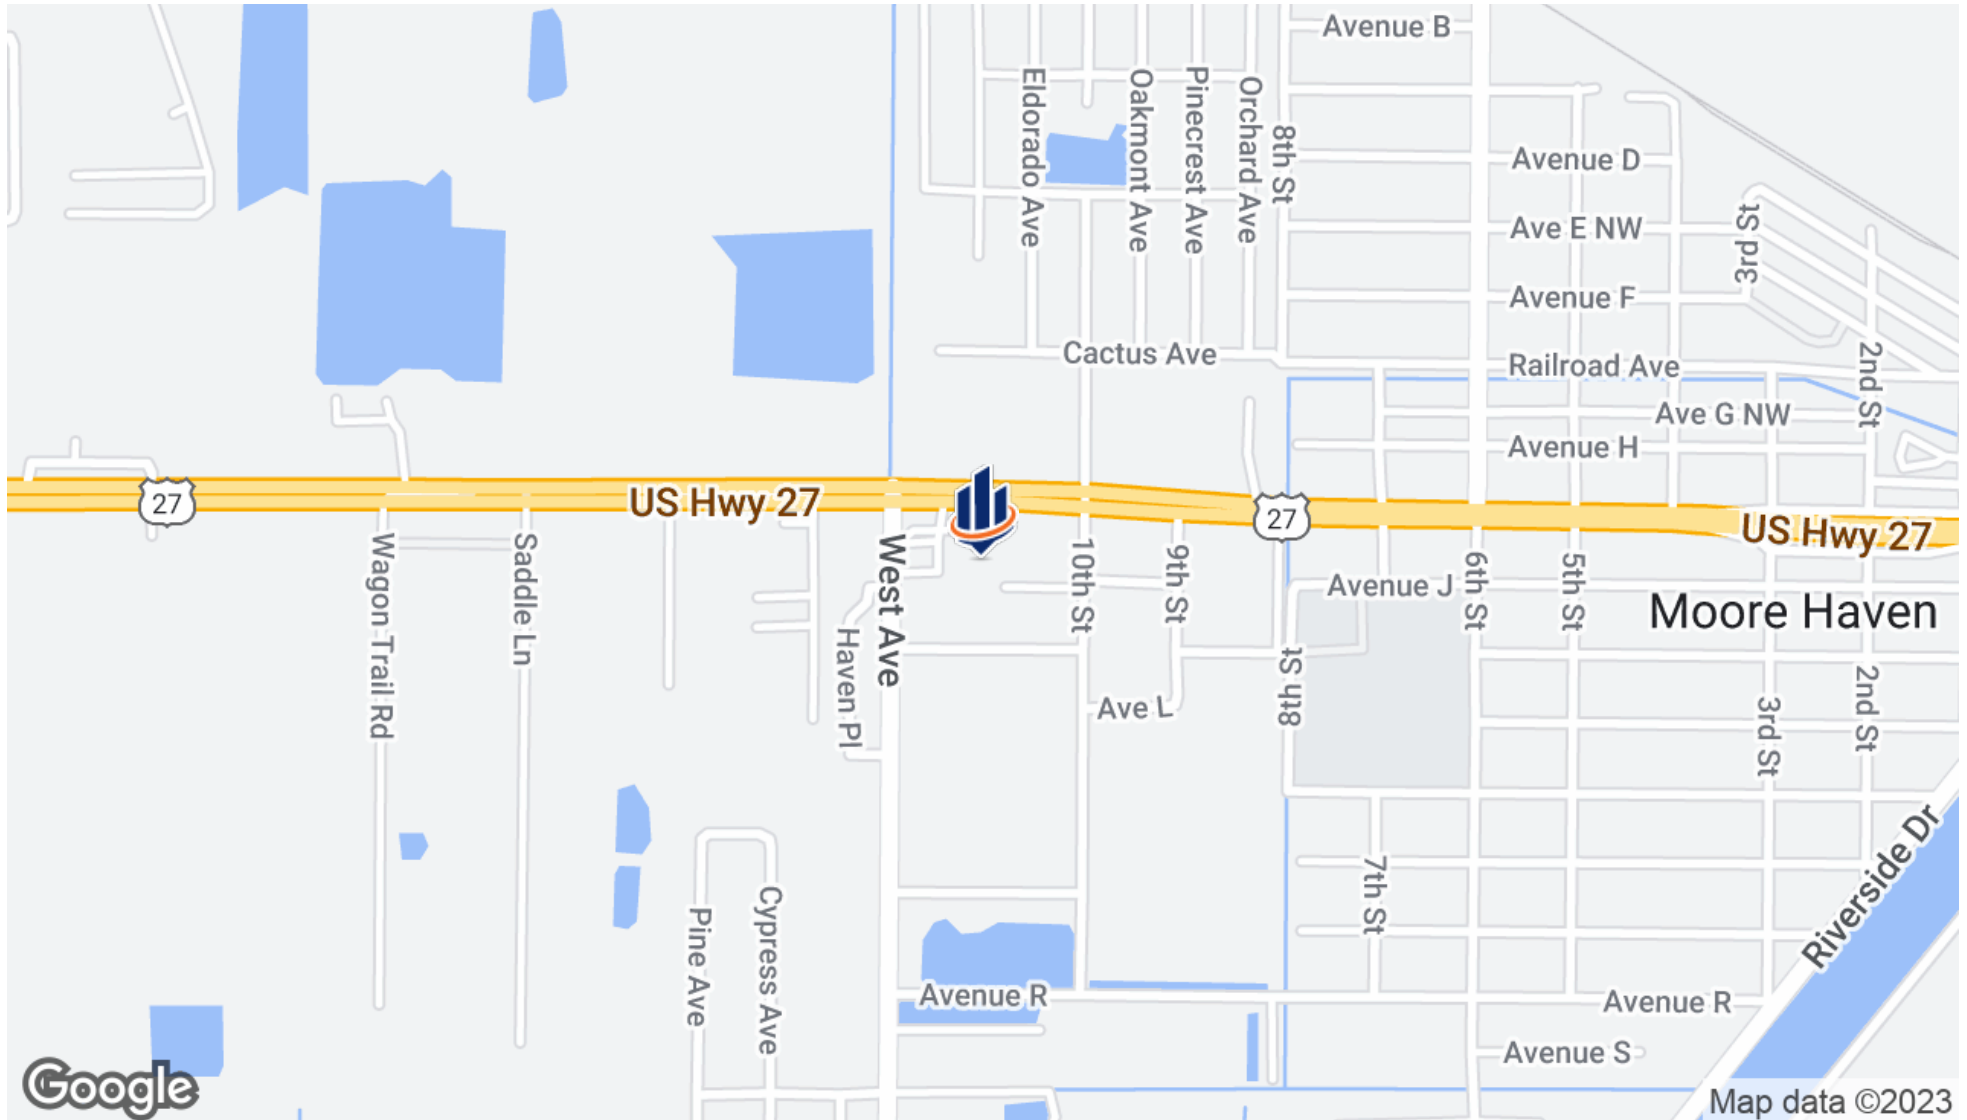 Avenue B
Eldorado Ave
Oakmont Ave
Pinecrest Ave
Orchard Ave
8th St
Avenue D
Ave E NW
3rd St
Avenue F
Cactus Ave
Railroad Ave
2nd St
Ave G NW
Avenue H
27
US Hwy 27
27
US Hwy 27
Wagon Trail Rd
Saddle Ln
West Ave
10th St
9th St
Avenue J
6th St
5th St
Moore Haven
Haven Pl
8th St
Ave L
3rd St
2nd St
Riverside Dr
7th St
Pine Ave
Cypress Ave
Avenue R
Avenue R
Avenue S
Google
Map data ©2023